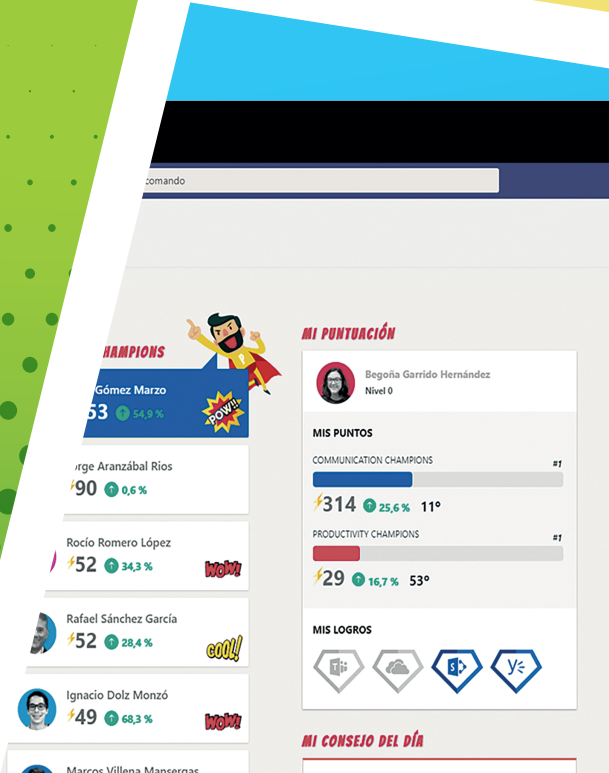 comando
HAMPIONS
Gómez Marzo
53 54,9 %
POW!!
rge Aranzábal Rios
90 0,6 %
Rocío Romero López
52 34,3 %
WOW!
Rafael Sánchez García
52 28,4 %
COOL!
Ignacio Dolz Monzó
49 68,3 %
WOW!
Marcos Villena Mansergas
MI PUNTUACIÓN
Begoña Garrido Hernández
Nivel 0
MIS PUNTOS
COMMUNICATION CHAMPIONS
#1
314 25,6 % 11º
PRODUCTIVITY CHAMPIONS
#1
29 16,7 % 53º
MIS LOGROS
MI CONSEJO DEL DÍA